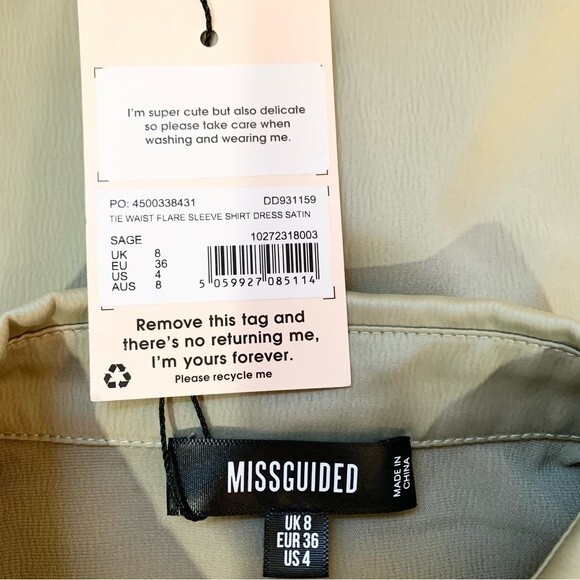 I'm super cute but also delicate
so please take care when
washing and wearing me.
PO: 4500338431 DD931159
TIE WAIST FLARE SLEEVE SHIRT DRESS SATIN
SAGE 10272318003
UK 8
EU 36
US 4
AUS 8
5 059927 085114
Remove this tag and
there's no returning me,
I'm yours forever.
Please recycle me
MISSGUIDED
MADE IN
CHINA
UK 8
EUR 36
US 4